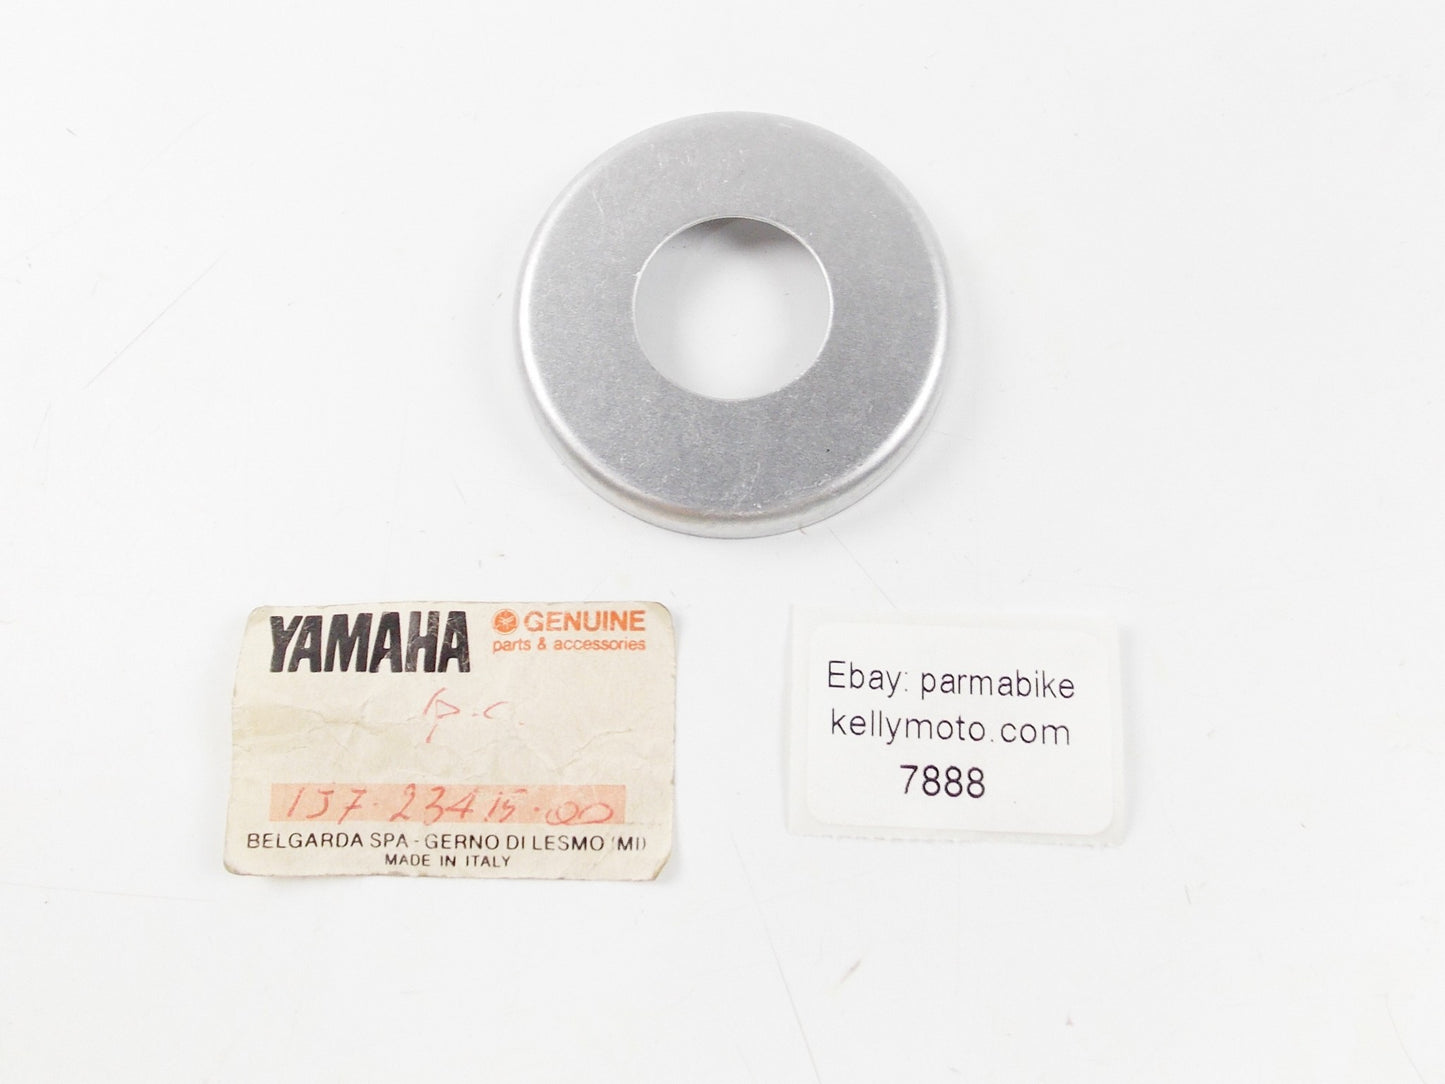 YAMAHA
GENUINE
parts & accessories
1J7-23415-00
BELGARDA SPA - GERNO DI LESMO (MI)
MADE IN ITALY
Ebay: parmabike
kellymoto.com
7888